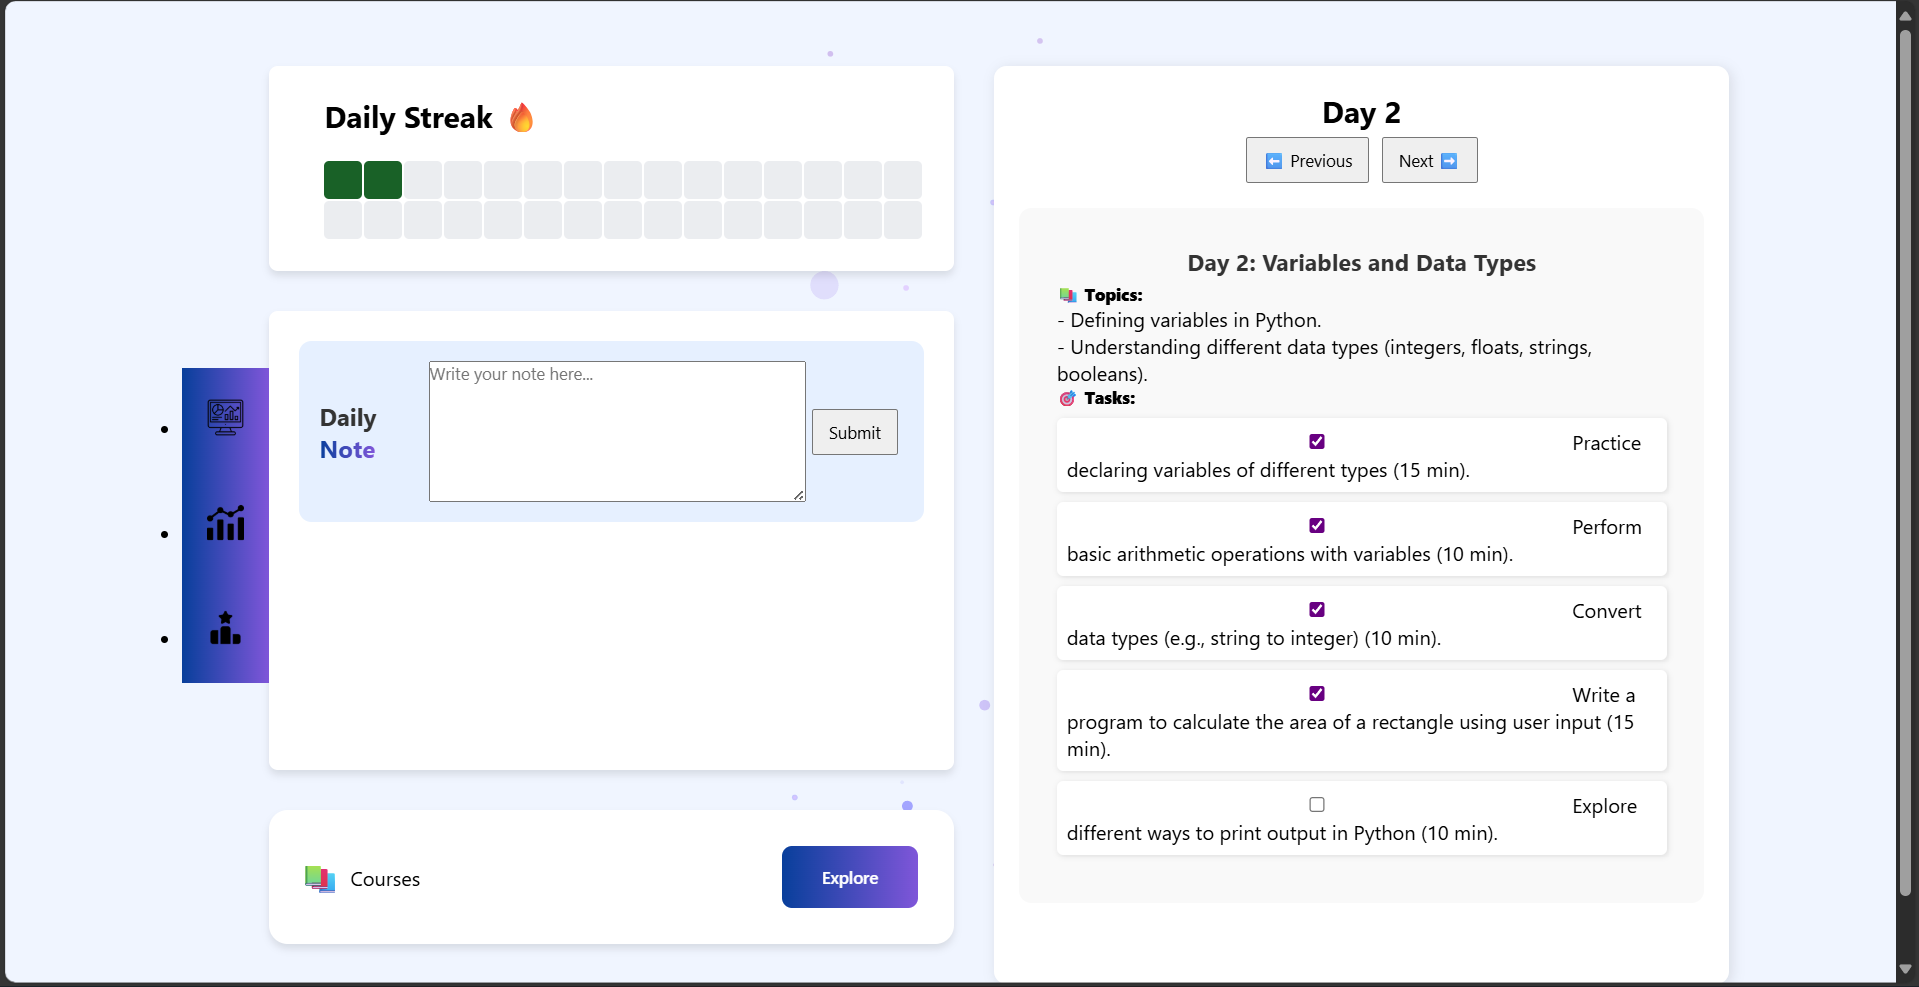 Daily Streak
Daily
Note
Write your note here...
Submit
Courses
Explore
Day 2
Previous
Next
Day 2: Variables and Data Types
Topics:
- Defining variables in Python.
- Understanding different data types (integers, floats, strings,
booleans).
Tasks:
Practice
declaring variables of different types (15 min).
Perform
basic arithmetic operations with variables (10 min).
Convert
data types (e.g., string to integer) (10 min).
Write a
program to calculate the area of a rectangle using user input (15
min).
Explore
different ways to print output in Python (10 min).